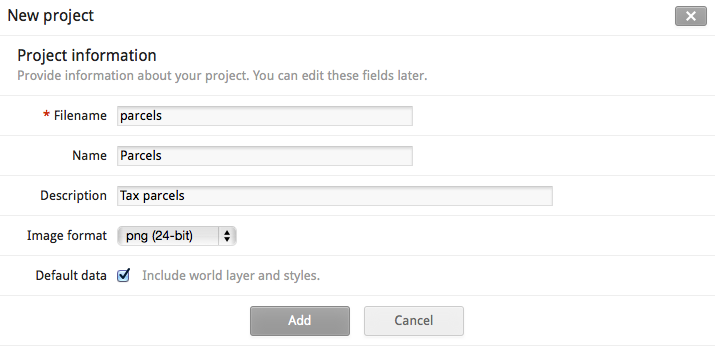 New project
Project information
Provide information about your project. You can edit these fields later.
* Filename parcels
Name Parcels
Description Tax parcels
Image format png (24-bit)
Default data Include world layer and styles.
Add Cancel